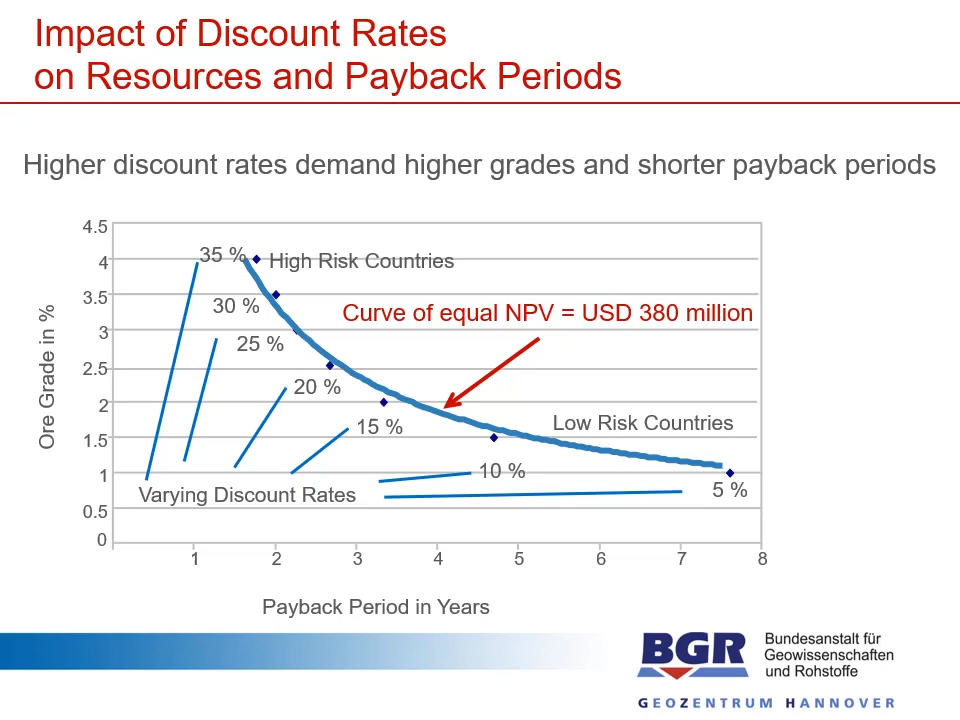 Impact of Discount Rates
on Resources and Payback Periods
Higher discount rates demand higher grades and shorter payback periods
4.5
4
3.5
3
2.5
2
1.5
1
0.5
0
Ore Grade in %
35 %
High Risk Countries
30 %
Curve of equal NPV = USD 380 million
25 %
20 %
15 %
Low Risk Countries
10 %
5 %
Varying Discount Rates
1 2 3 4 5 6 7 8
Payback Period in Years
BGR
Bundesanstalt für
Geowissenschaften
und Rohstoffe
GEOZENTRUM HANNOVER